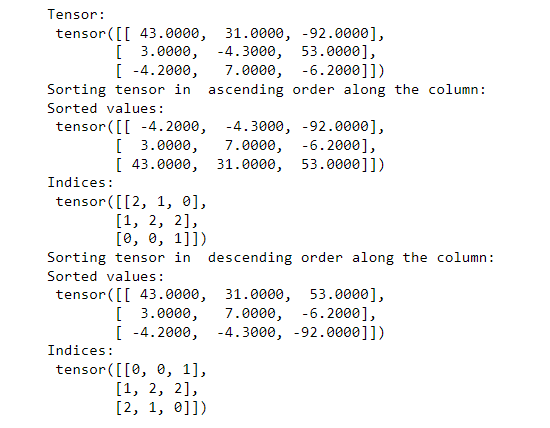 Tensor:
 tensor([[ 43.0000,  31.0000, -92.0000],
        [  3.0000,  -4.3000,  53.0000],
        [ -4.2000,   7.0000,  -6.2000]])
Sorting tensor in  ascending order along the column:
Sorted values:
 tensor([[ -4.2000,  -4.3000, -92.0000],
        [  3.0000,   7.0000,  -6.2000],
        [ 43.0000,  31.0000,  53.0000]])
Indices:
 tensor([[2, 1, 0],
        [1, 2, 2],
        [0, 0, 1]])
Sorting tensor in  descending order along the column:
Sorted values:
 tensor([[ 43.0000,  31.0000,  53.0000],
        [  3.0000,   7.0000,  -6.2000],
        [ -4.2000,  -4.3000, -92.0000]])
Indices:
 tensor([[0, 0, 1],
        [1, 2, 2],
        [2, 1, 0]])